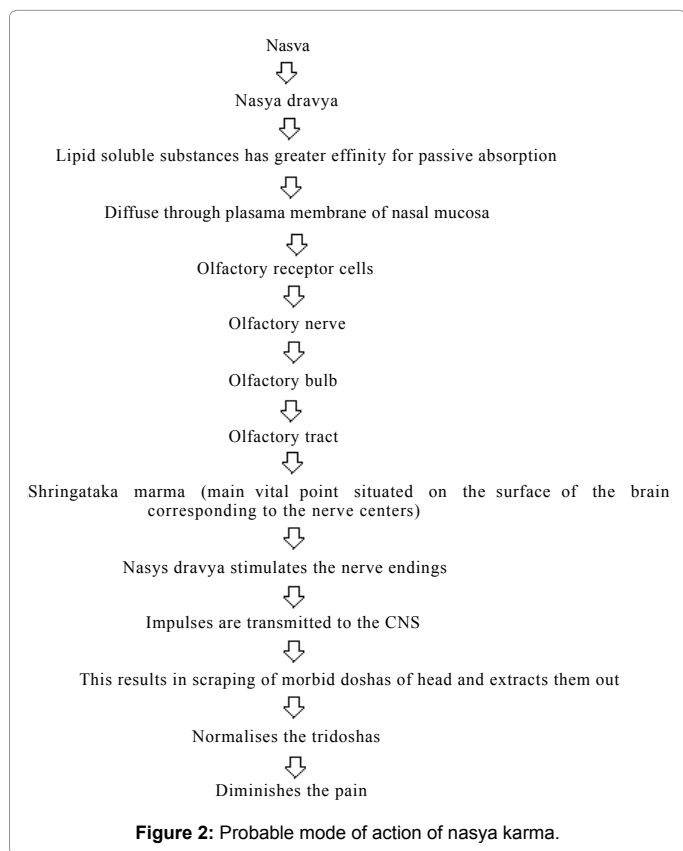 Nasva
Nasya dravya
Lipid soluble substances has greater effinity for passive absorption
Diffuse through plasama membrane of nasal mucosa
Olfactory receptor cells
Olfactory nerve
Olfactory bulb
Olfactory tract
Shringataka marma (main vital point situated on the surface of the brain
corresponding to the nerve centers)
Nasys dravya stimulates the nerve endings
Impulses are transmitted to the CNS
This results in scraping of morbid doshas of head and extracts them out
Normalises the tridoshas
Diminishes the pain
Figure 2: Probable mode of action of nasya karma.